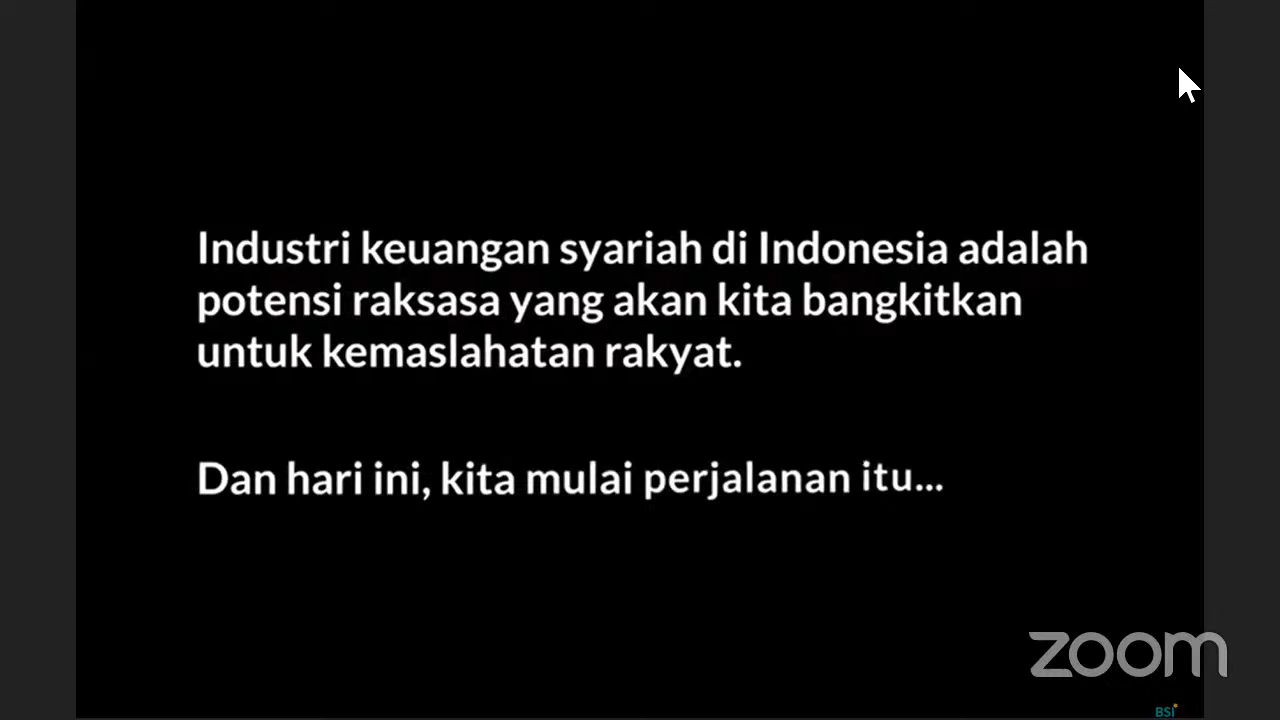 Industri keuangan syariah di Indonesia adalah
potensi raksasa yang akan kita bangkitkan
untuk kemaslahatan rakyat.
Dan hari ini, kita mulai perjalanan itu...
zoom
BSI